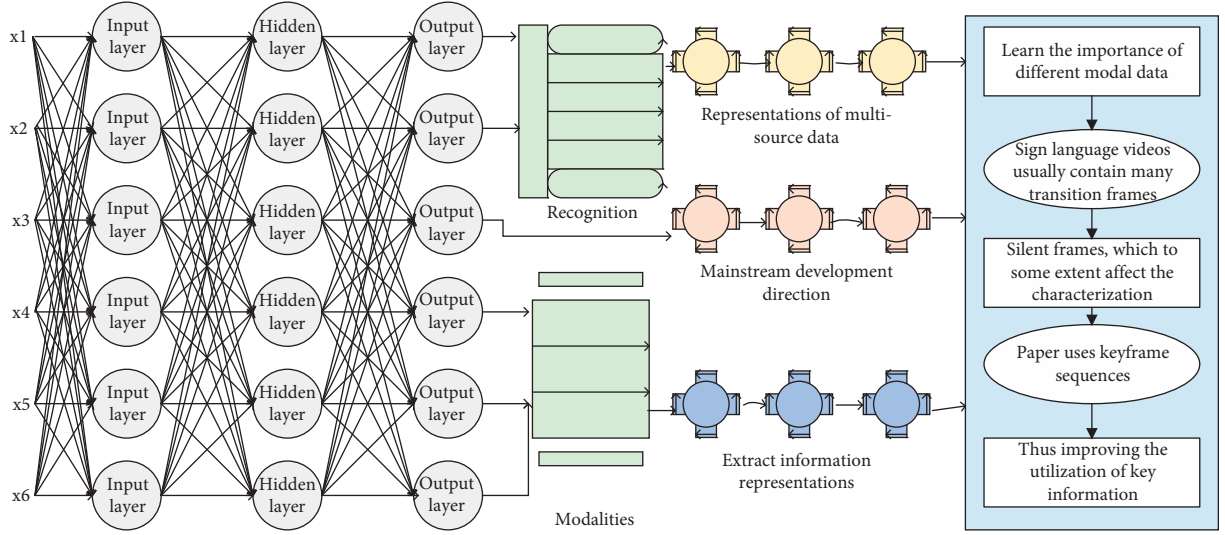 x1
x2
x3
x4
x5
x6
Input
layer
Input
layer
Input
layer
Input
layer
Input
layer
Input
layer
Hidden
layer
Hidden
layer
Hidden
layer
Hidden
layer
Hidden
layer
Hidden
layer
Output
layer
Output
layer
Output
layer
Output
layer
Output
layer
Output
layer
Recognition
Modalities
Representations of multi-
source data
Mainstream development
direction
Extract information
representations
Learn the importance of
different modal data
Sign language videos
usually contain many
transition frames
Silent frames, which to
some extent affect the
characterization
Paper uses keyframe
sequences
Thus improving the
utilization of key
information